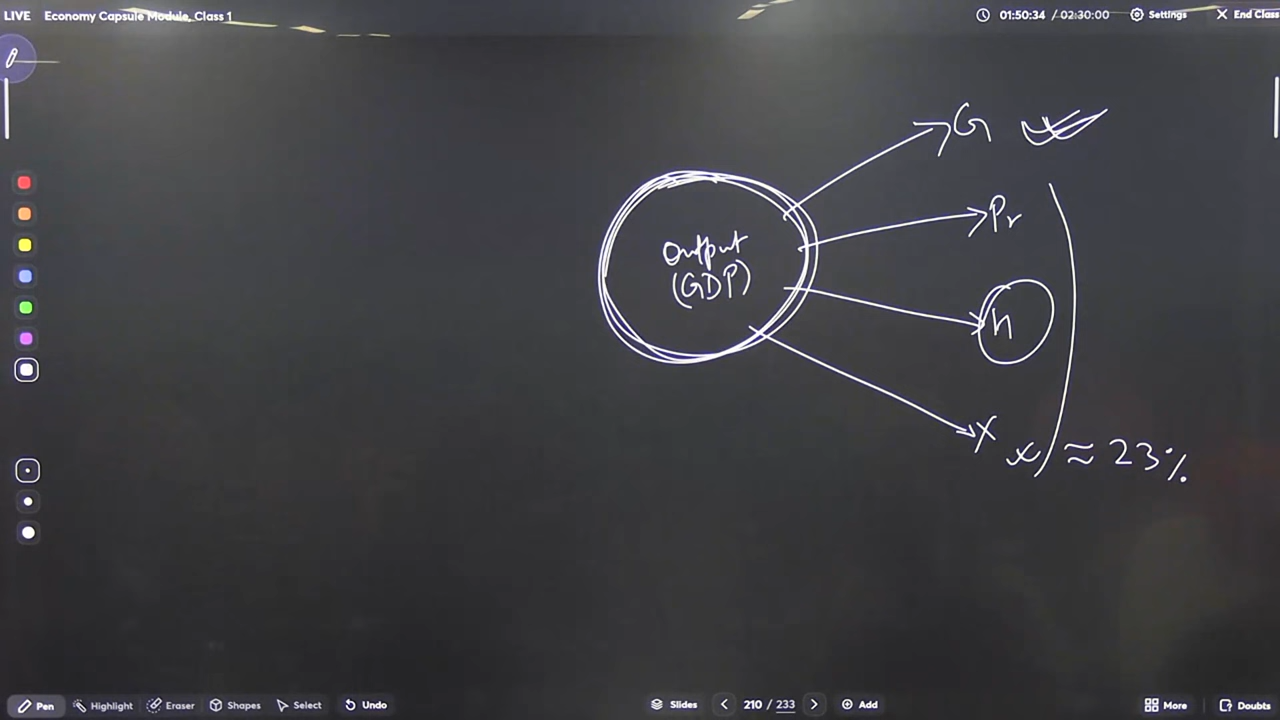 LIVE Economy Capsule Module, Class 1
01:50:34 / 02:30:00
Settings
End Class
G
Output
(GDP)
Pr
h
X
≈ 23%
Pen
Highlight
Eraser
Shapes
Select
Undo
Slides
210 / 233
Add
More
Doubts